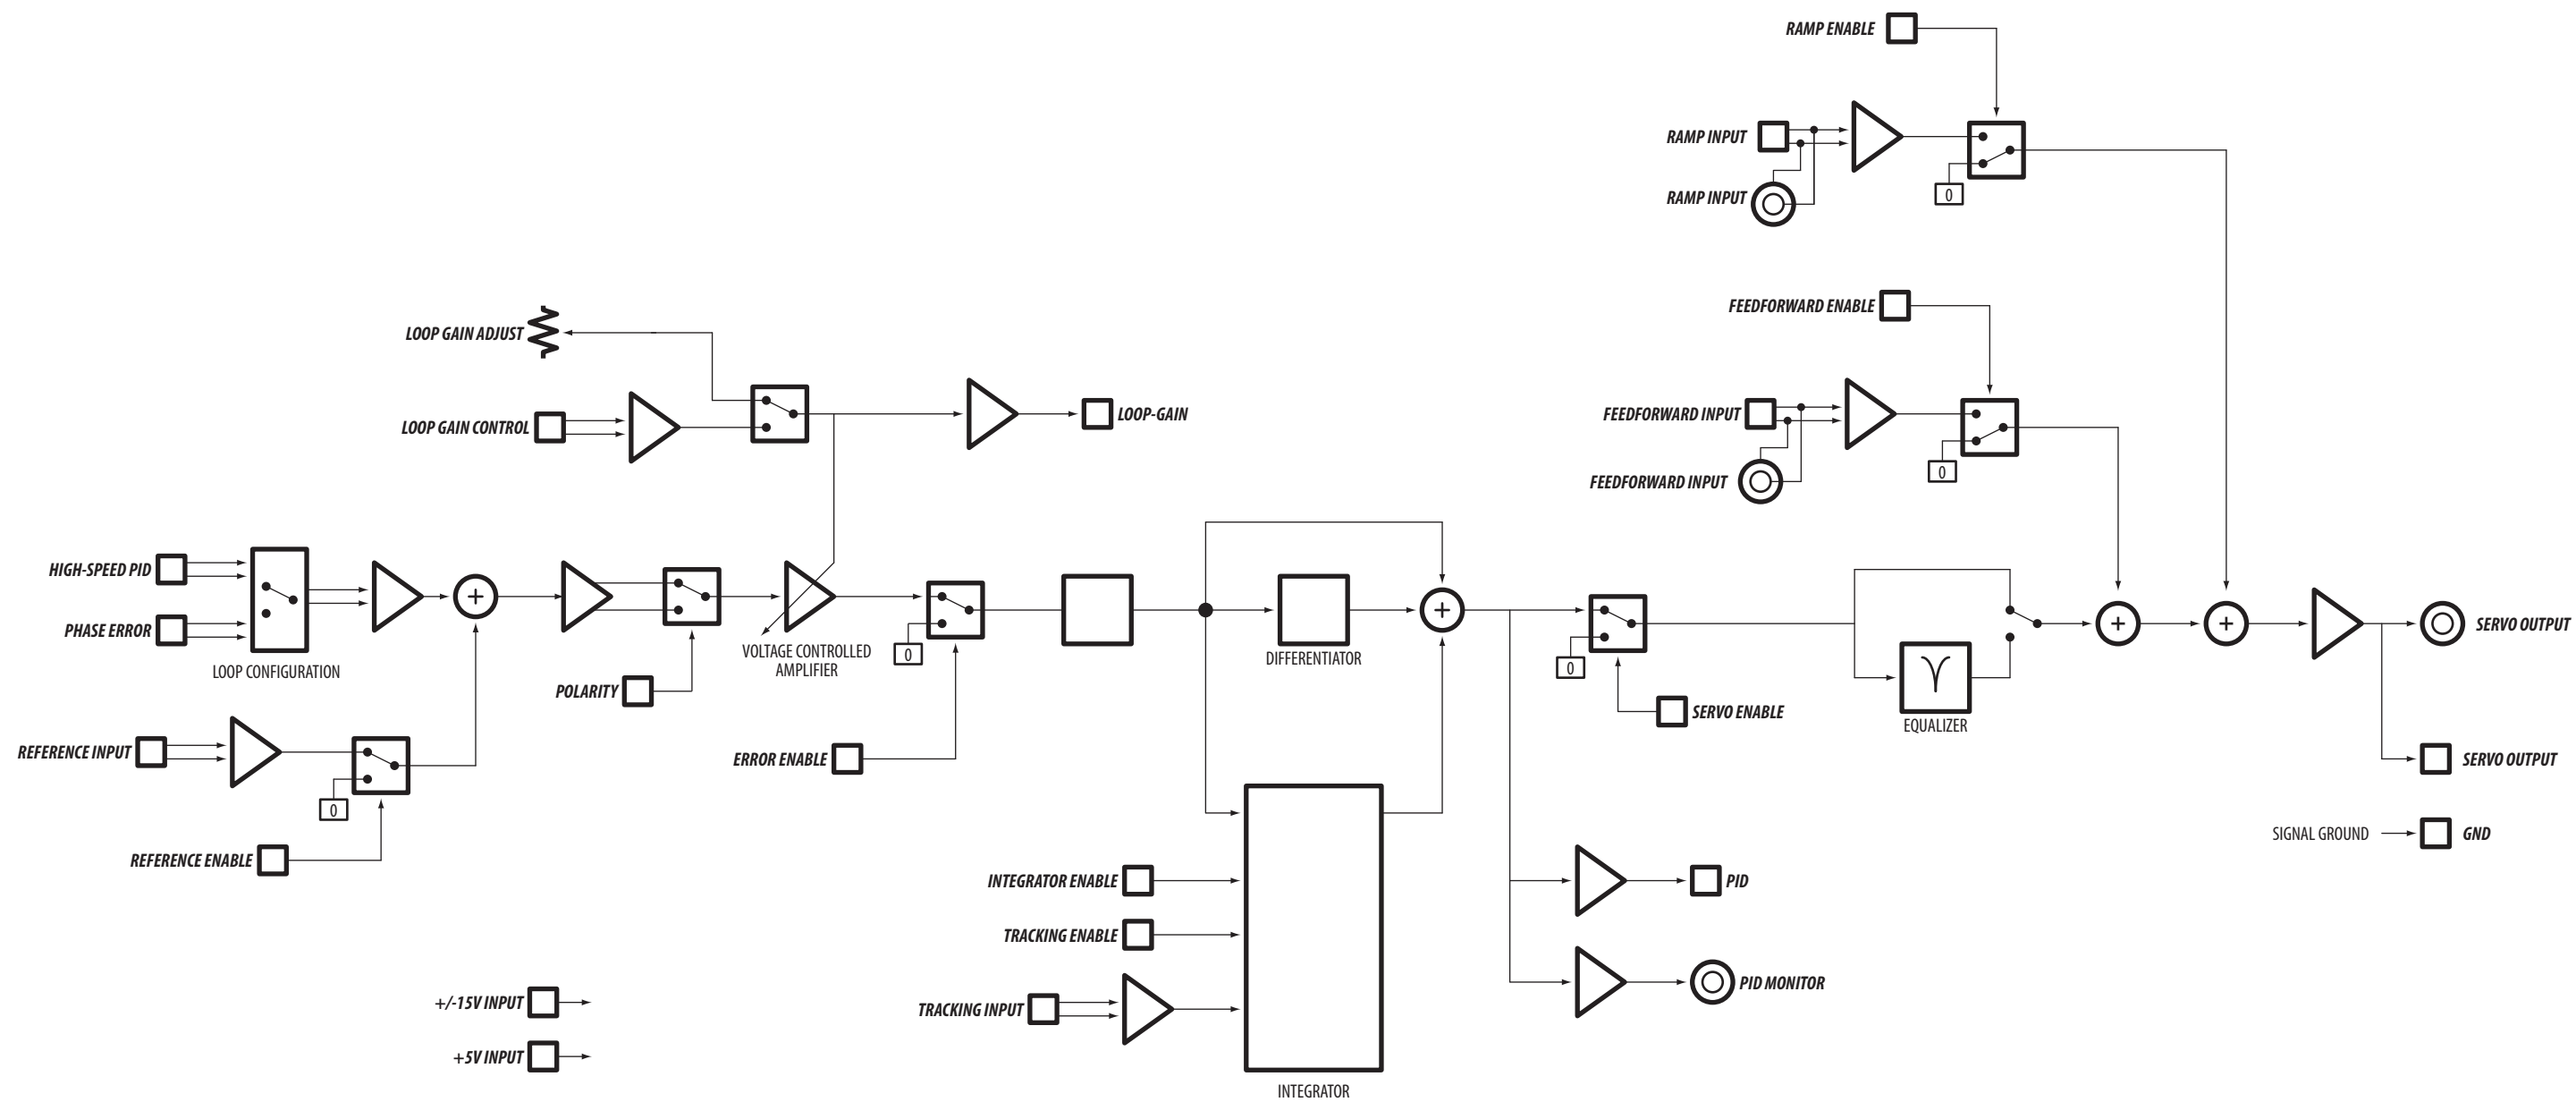 RAMP ENABLE
RAMP INPUT
RAMP INPUT
0
FEEDFORWARD ENABLE
LOOP GAIN ADJUST
FEEDFORWARD INPUT
LOOP-GAIN
LOOP GAIN CONTROL
0
FEEDFORWARD INPUT
HIGH-SPEED PID
+
PHASE ERROR
LOOP CONFIGURATION
POLARITY
VOLTAGE CONTROLLED
AMPLIFIER
0
DIFFERENTIATOR
+
0
SERVO ENABLE
EQUALIZER
+
+
SERVO OUTPUT
REFERENCE INPUT
0
ERROR ENABLE
SERVO OUTPUT
SIGNAL GROUND
GND
REFERENCE ENABLE
INTEGRATOR ENABLE
PID
TRACKING ENABLE
PID MONITOR
+/-15V INPUT
TRACKING INPUT
+5V INPUT
INTEGRATOR